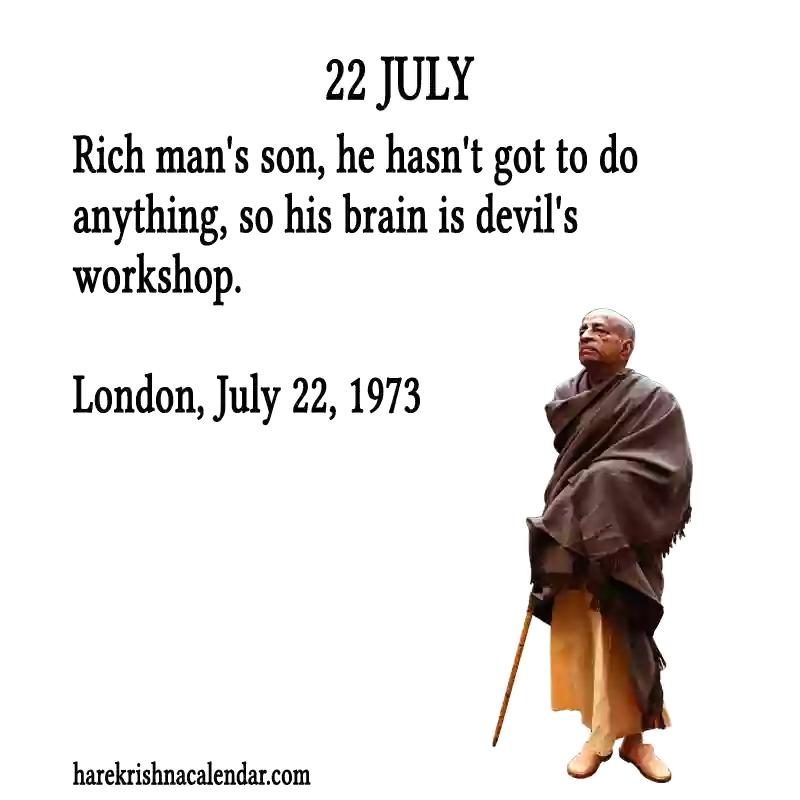 22 JULY
Rich man's son, he hasn't got to do
anything, so his brain is devil's
workshop.
London, July 22, 1973
harekrishnacalendar.com